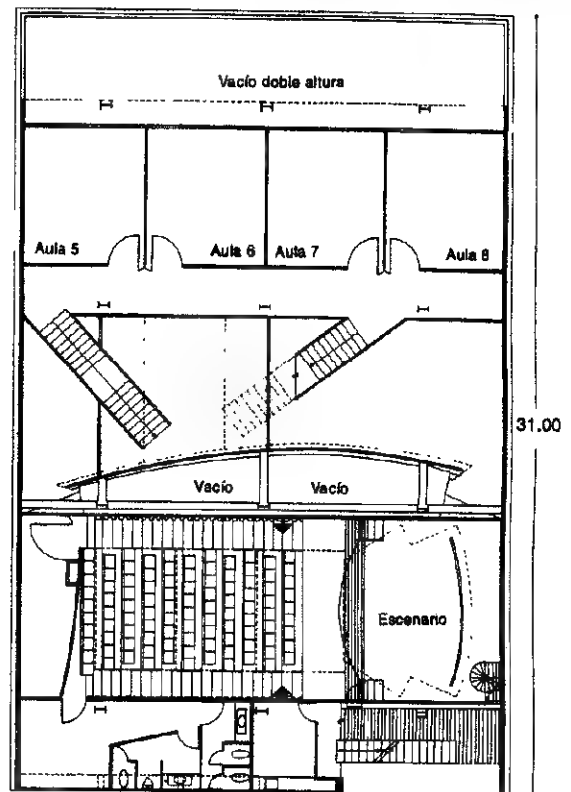 Vacío doble altura
Aula 5
Aula 6
Aula 7
Aula 8
31.00
Vacío
Vacío
Escenario